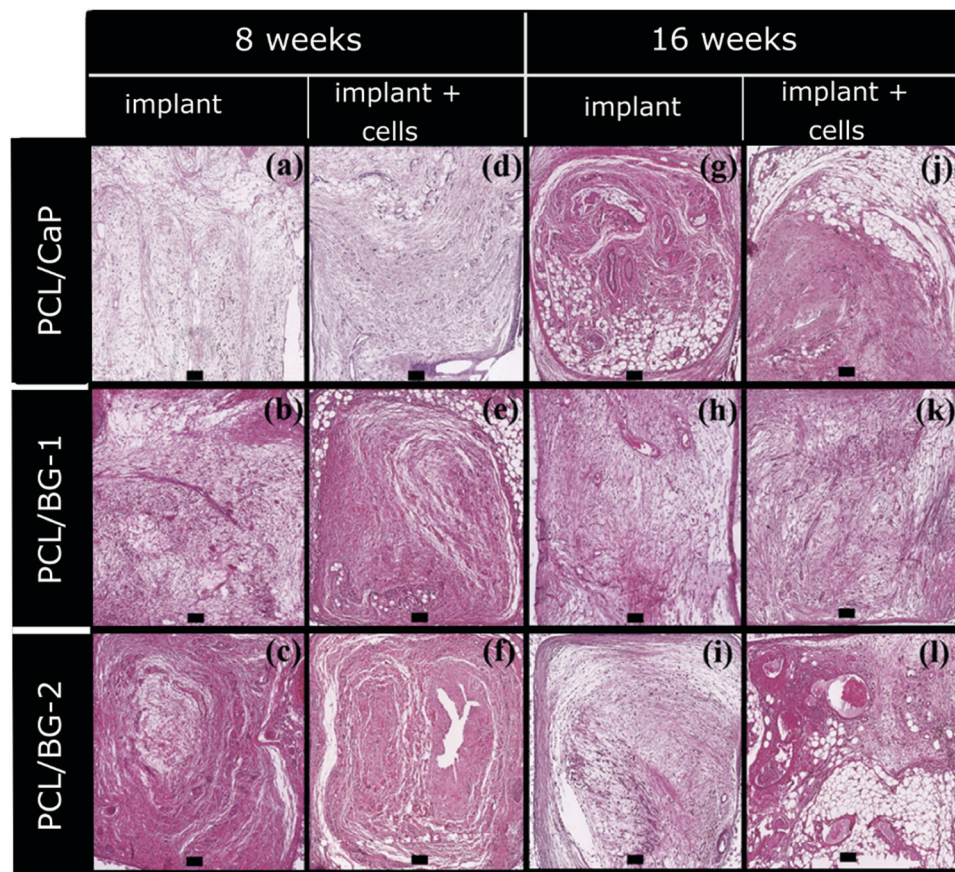 8 weeks
16 weeks
implant
implant +
cells
implant
implant +
cells
PCL/CaP
(a)
(d)
(g)
(j)
PCL/BG-1
(b)
(e)
(h)
(k)
PCL/BG-2
(c)
(f)
(i)
(l)